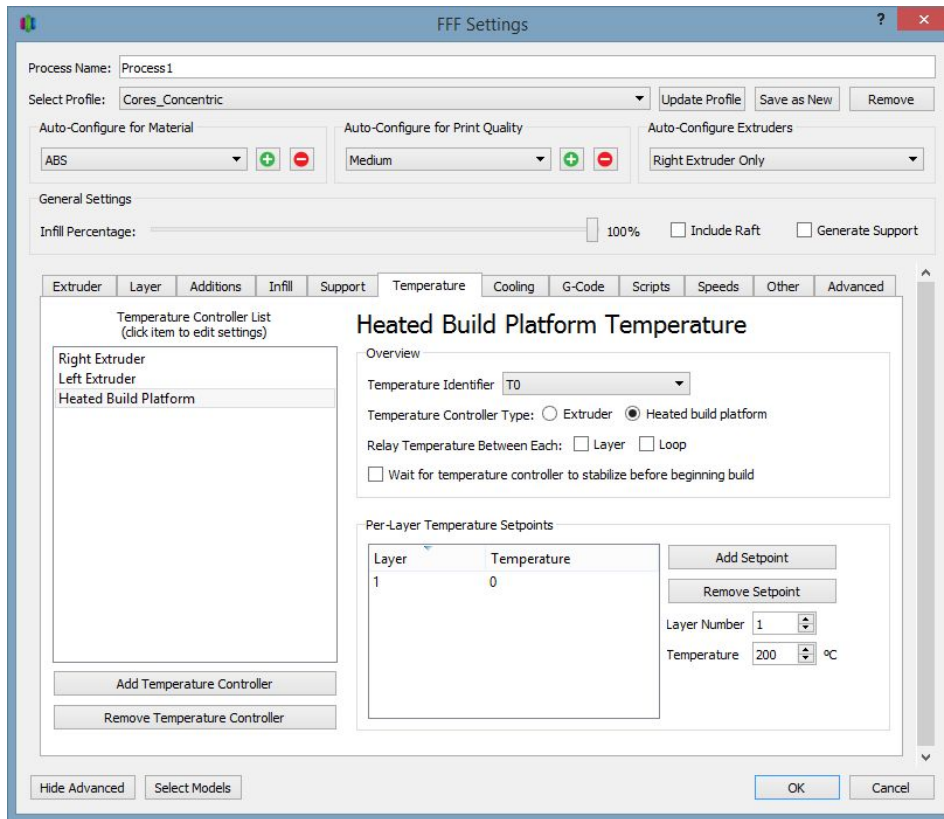 FFF Settings
?
×
Process Name: Process1
Select Profile: Cores_Concentric Update Profile Save as New Remove
Auto-Configure for Material Auto-Configure for Print Quality Auto-Configure Extruders
ABS Medium Right Extruder Only
General Settings
Infill Percentage: 100% Include Raft Generate Support
Extruder Layer Additions Infill Support Temperature Cooling G-Code Scripts Speeds Other Advanced
Temperature Controller List
(click item to edit settings)
Right Extruder
Left Extruder
Heated Build Platform
Add Temperature Controller
Remove Temperature Controller
Heated Build Platform Temperature
Overview
Temperature Identifier T0
Temperature Controller Type: Extruder Heated build platform
Relay Temperature Between Each: Layer Loop
Wait for temperature controller to stabilize before beginning build
Per-Layer Temperature Setpoints
Layer Temperature
1 0
Add Setpoint
Remove Setpoint
Layer Number 1
Temperature 200 ºC
Hide Advanced Select Models OK Cancel